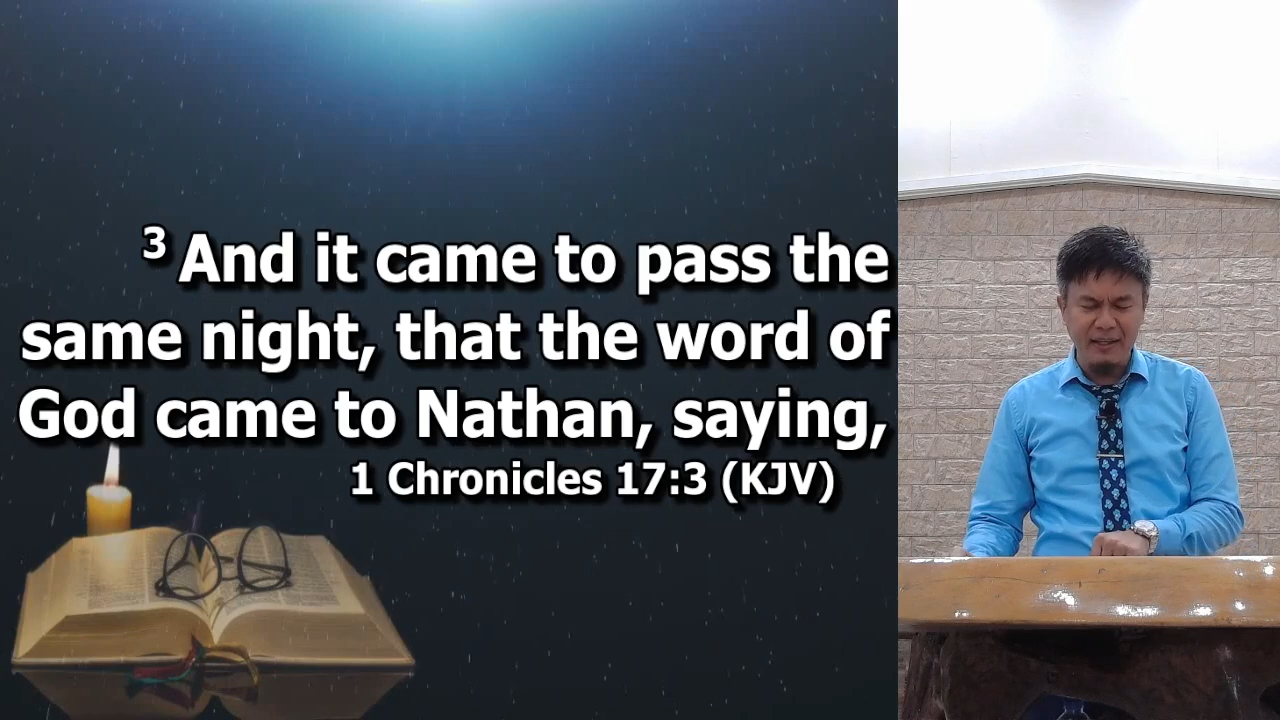 3 And it came to pass the
same night, that the word of
God came to Nathan, saying,
1 Chronicles 17:3 (KJV)